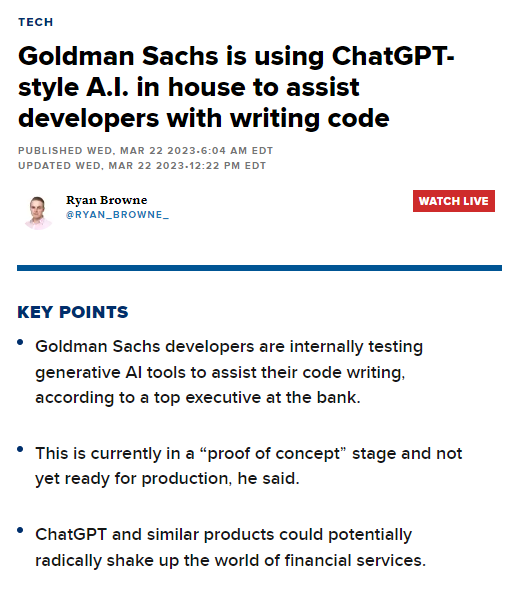 TECH
Goldman Sachs is using ChatGPT-
style A.I. in house to assist
developers with writing code
PUBLISHED WED, MAR 22 2023•6:04 AM EDT
UPDATED WED, MAR 22 2023•12:22 PM EDT
Ryan Browne
@RYAN_BROWNE_
WATCH LIVE
KEY POINTS
• Goldman Sachs developers are internally testing
generative AI tools to assist their code writing,
according to a top executive at the bank.
• This is currently in a “proof of concept” stage and not
yet ready for production, he said.
• ChatGPT and similar products could potentially
radically shake up the world of financial services.